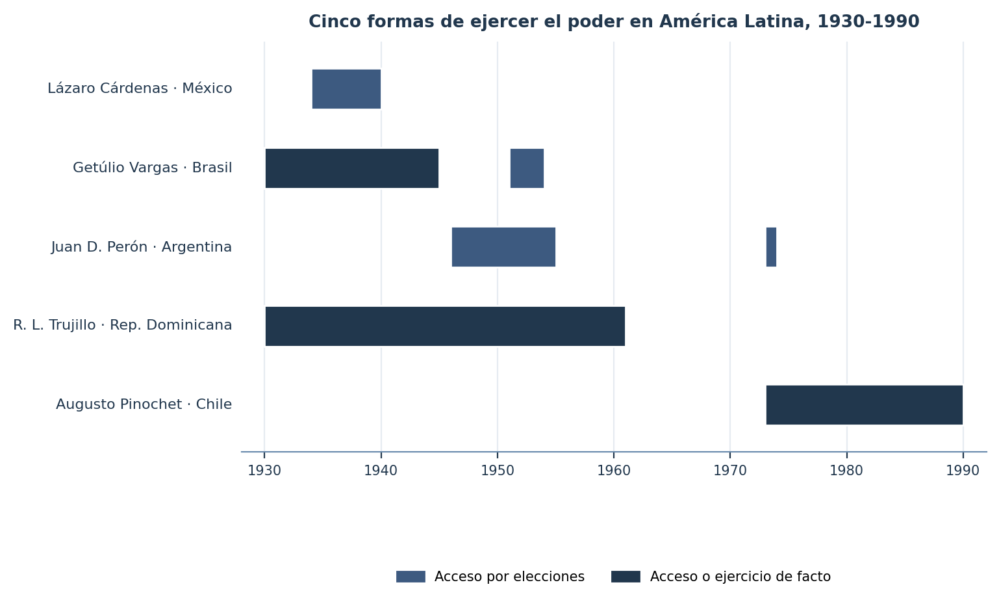 Cinco formas de ejercer el poder en América Latina, 1930-1990
Lázaro Cárdenas · México
Getúlio Vargas · Brasil
Juan D. Perón · Argentina
R. L. Trujillo · Rep. Dominicana
Augusto Pinochet · Chile
1930 1940 1950 1960 1970 1980 1990
Acceso por elecciones Acceso o ejercicio de facto